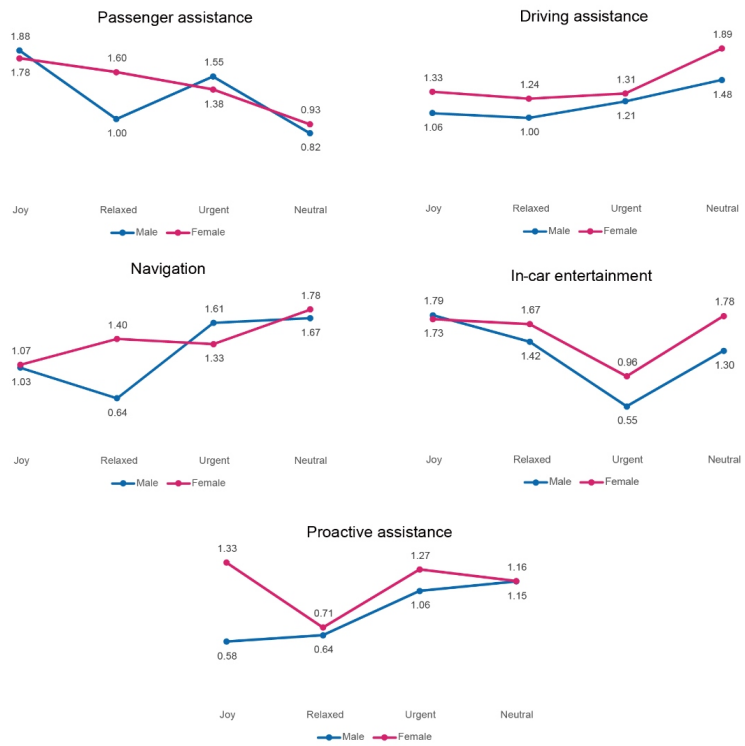 Passenger assistance
1.88
1.78
1.60
1.00
1.55
1.38
0.93
0.82
Joy Relaxed Urgent Neutral
Male Female
Driving assistance
1.33
1.06
1.24
1.00
1.31
1.21
1.89
1.48
Joy Relaxed Urgent Neutral
Male Female
Navigation
1.07
1.03
1.40
0.64
1.61
1.33
1.78
1.67
Joy Relaxed Urgent Neutral
Male Female
In-car entertainment
1.79
1.73
1.67
1.42
0.96
0.55
1.78
1.30
Joy Relaxed Urgent Neutral
Male Female
Proactive assistance
1.33
0.58
0.71
0.64
1.27
1.06
1.16
1.15
Joy Relaxed Urgent Neutral
Male Female